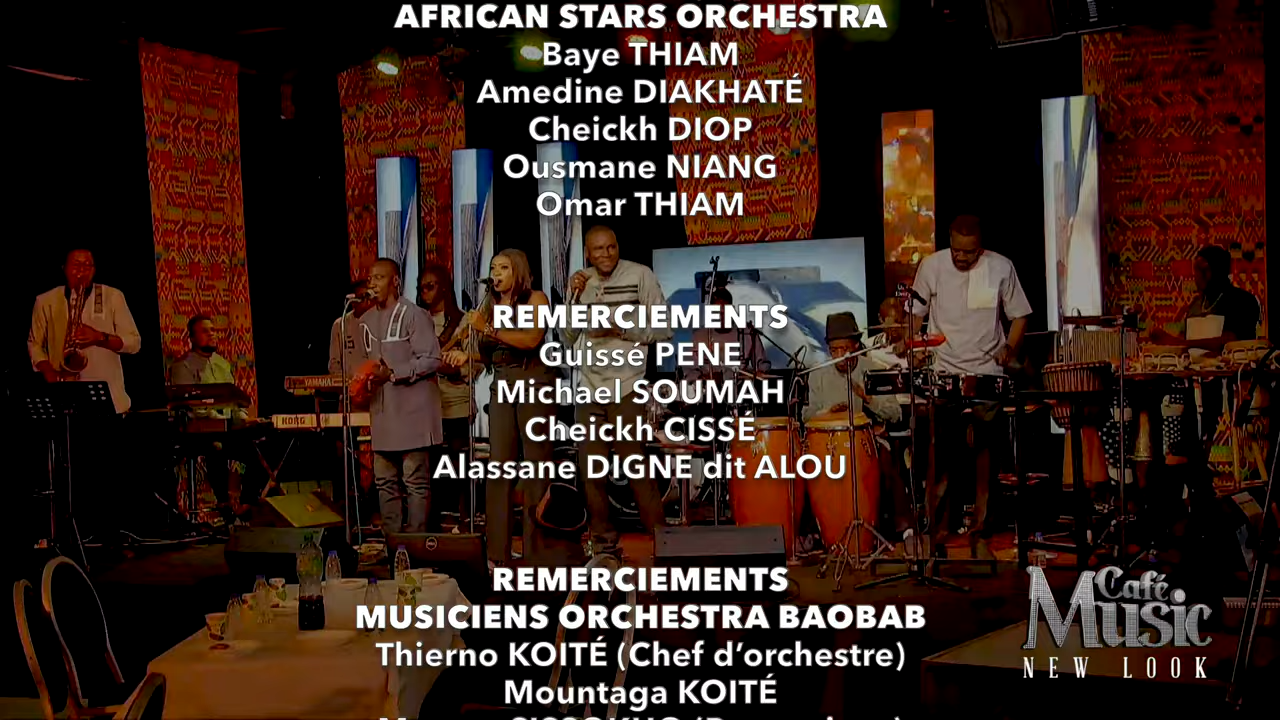 AFRICAN STARS ORCHESTRA
Baye THIAM
Amedine DIAKHATÉ
Cheickh DIOP
Ousmane NIANG
Omar THIAM
REMERCIEMENTS
Guissé PENE
Michael SOUMAH
Cheickh CISSÉ
Alassane DIGNE dit ALOU
REMERCIEMENTS
MUSICIENS ORCHESTRA BAOBAB
Thierno KOITÉ (Chef d'orchestre)
Mountaga KOITÉ
YAMAHA
KORG
Café
Music
NEW LOOK